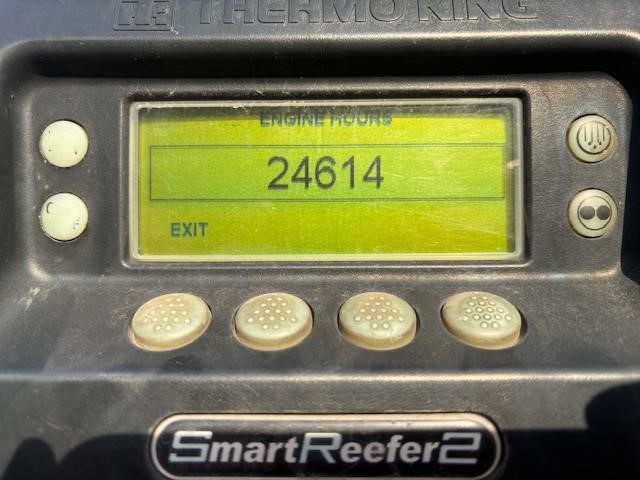 THERMO KING
ENGINE HOURS
24614
EXIT
SmartReefer2